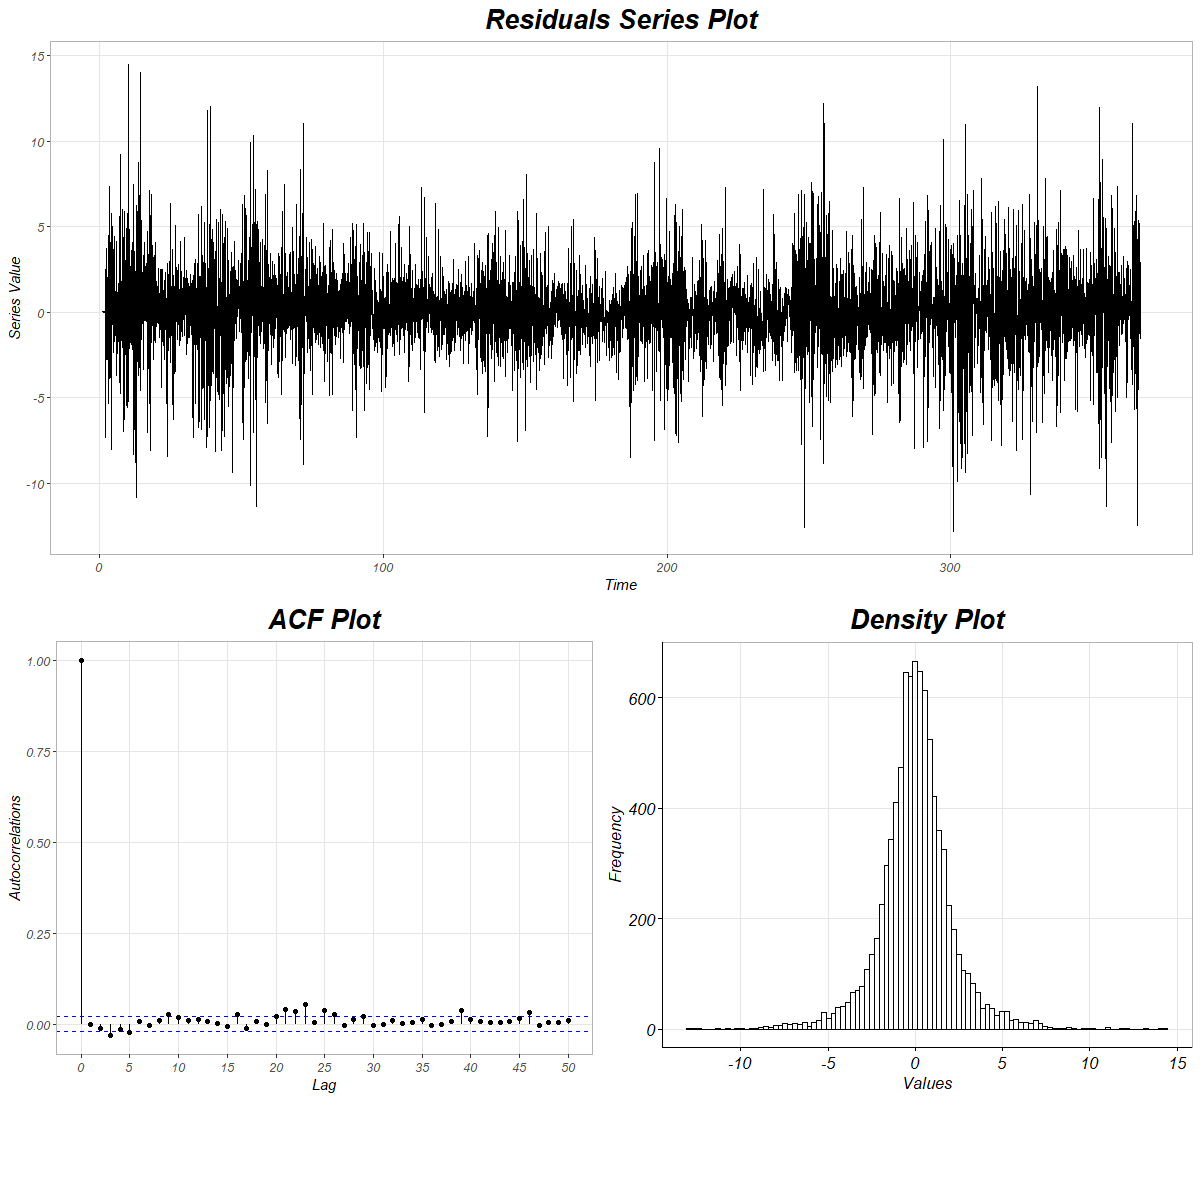 Residuals Series Plot
15
10
5
0
-5
-10
Series Value
0 100 200 300
Time
ACF Plot
1.00
0.75
0.50
0.25
0.00
Autocorrelations
0 5 10 15 20 25 30 35 40 45 50
Lag
Density Plot
600
400
200
0
Frequency
-10 -5 0 5 10 15
Values